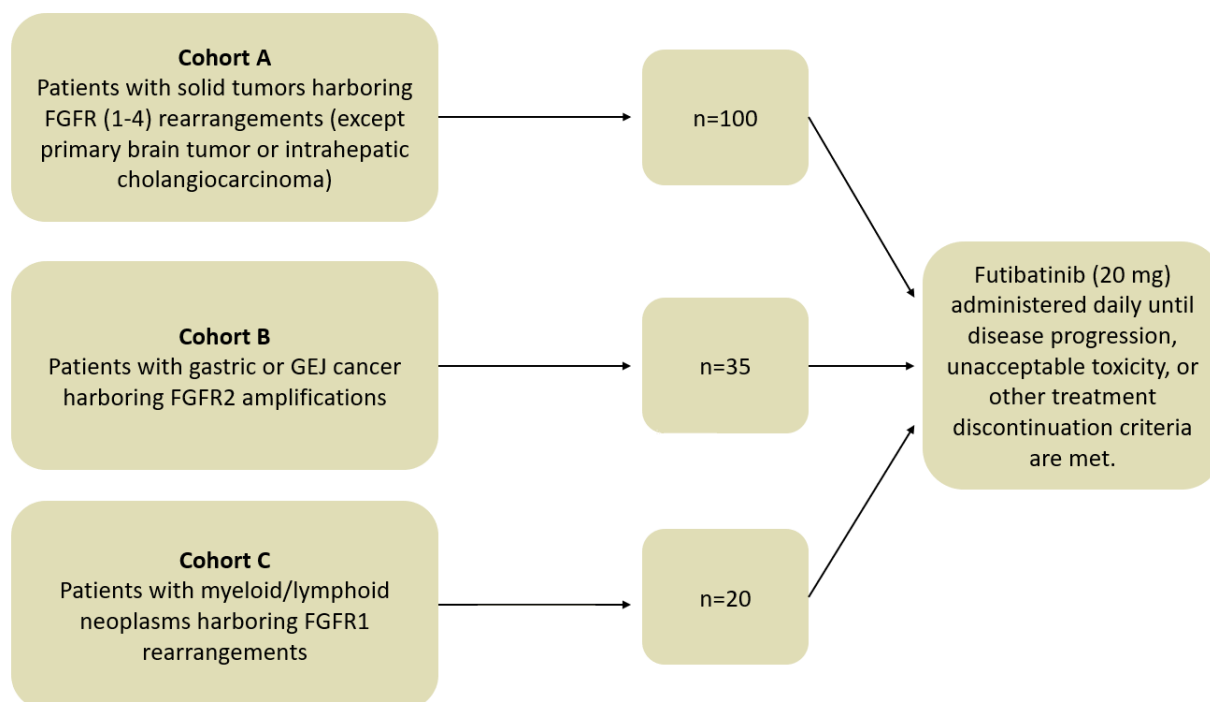 Cohort A
Patients with solid tumors harboring
FGFR (1-4) rearrangements (except
primary brain tumor or intrahepatic
cholangiocarcinoma)
n=100
Cohort B
Patients with gastric or GEJ cancer
harboring FGFR2 amplifications
n=35
Cohort C
Patients with myeloid/lymphoid
neoplasms harboring FGFR1
rearrangements
n=20
Futibatinib (20 mg)
administered daily until
disease progression,
unacceptable toxicity, or
other treatment
discontinuation criteria
are met.